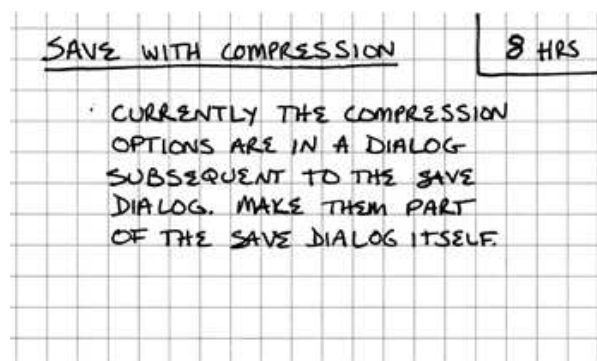 SAVE WITH COMPRESSION
8 HRS
· CURRENTLY THE COMPRESSION
OPTIONS ARE IN A DIALOG
SUBSEQUENT TO THE SAVE
DIALOG. MAKE THEM PART
OF THE SAVE DIALOG ITSELF.